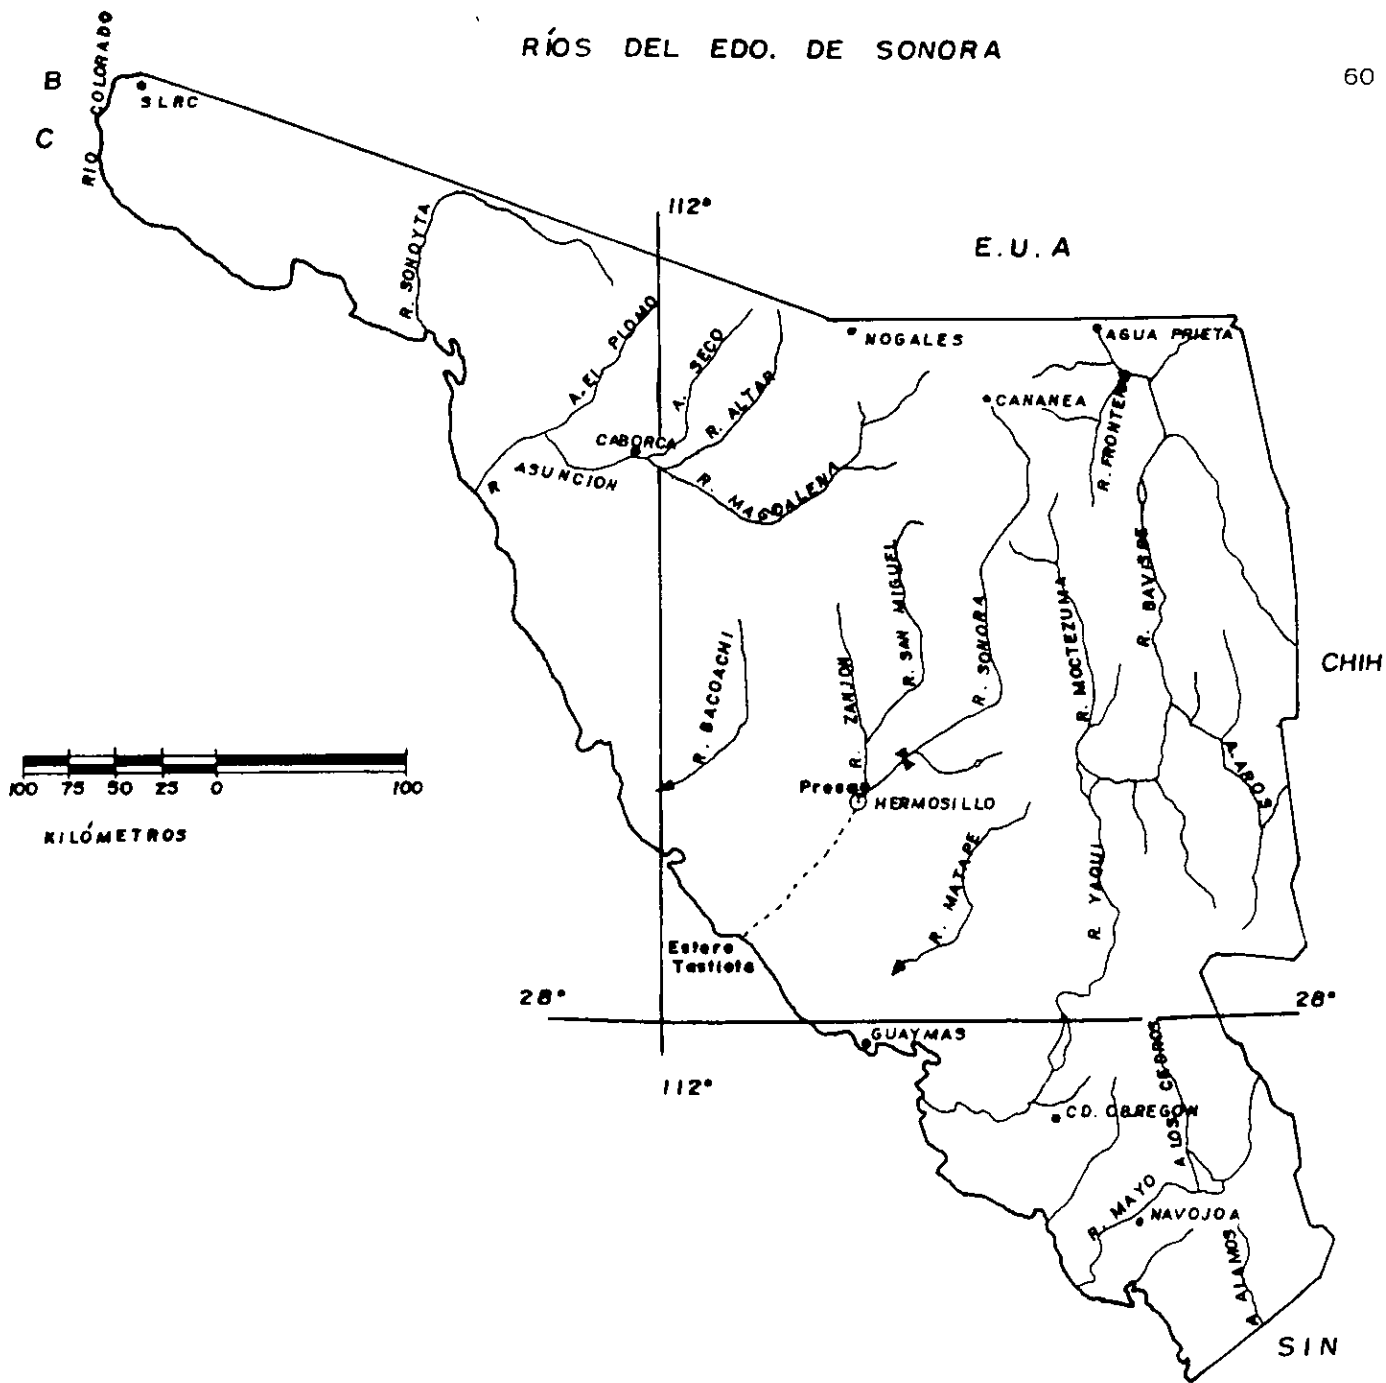 RÍOS DEL EDO. DE SONORA
60
B
C
RIO COLORADO
SLRC
112°
E.U.A
R. SONOYTA
A. El PLOMO
A. SECO
R. ALTAR
NOGALES
AGUA PRIETA
CANANEA
CABORCA
R ASUNCION
R. MAGDALENA
R. FRONTER
R. BAVISPE
R. BACOACHI
R. ZANJON
R. SAN MIGUEL
R. SONORA
R. MOCTEZUMA
CHIH
100 75 50 25 0 100
KILÓMETROS
Presa
HERMOSILLO
A. AROS
R. MATAPE
R. YAQUI
Estero
Tastiota
28°
28°
GUAYMAS
112°
A LOS CEDROS
CD. OBREGON
R. MAYO
NAVOJOA
A ALAMOS
SIN